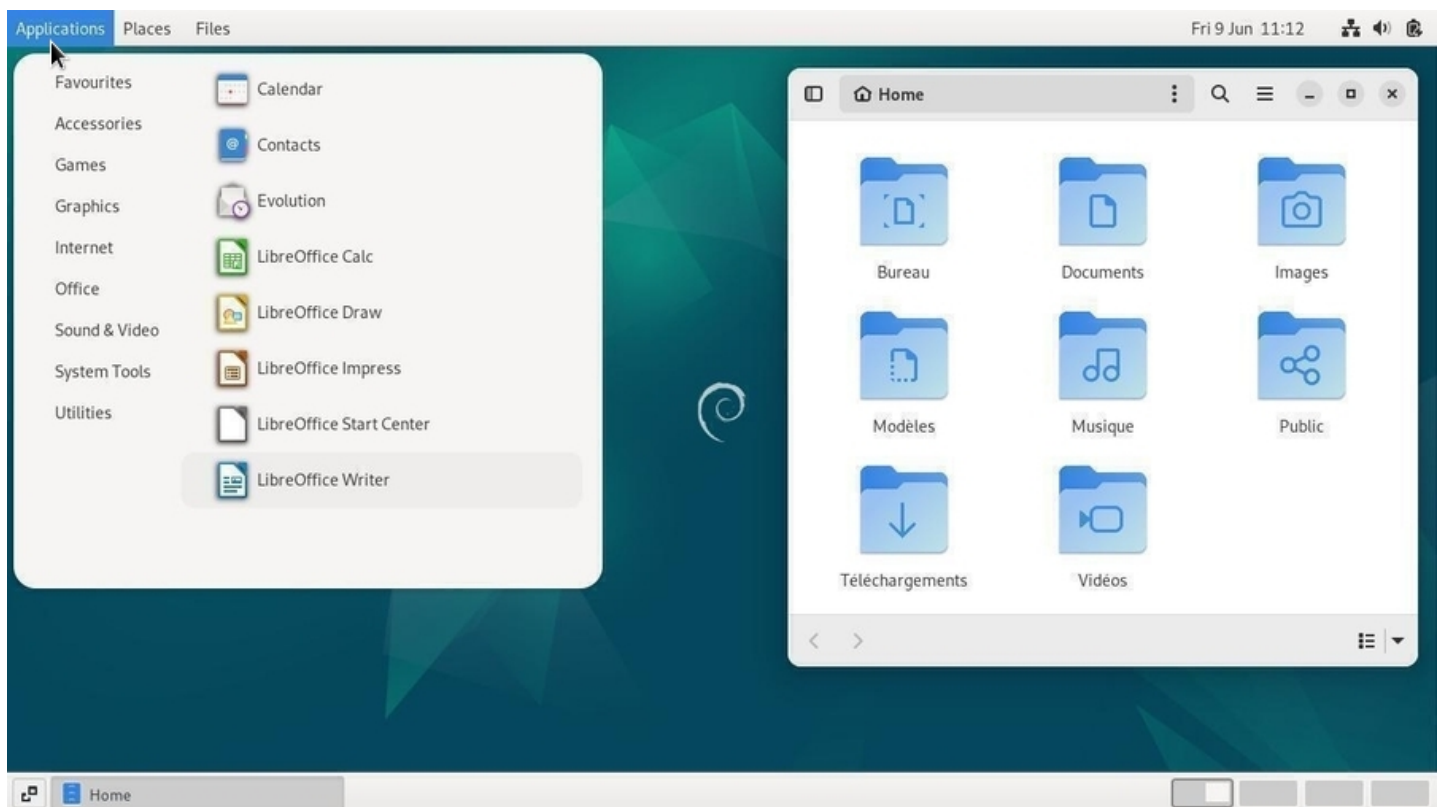 Applications Places Files
Fri 9 Jun 11:12
Favourites
Accessories
Games
Graphics
Internet
Office
Sound & Video
System Tools
Utilities
Calendar
Contacts
Evolution
LibreOffice Calc
LibreOffice Draw
LibreOffice Impress
LibreOffice Start Center
LibreOffice Writer
Home
Bureau Documents Images
Modèles Musique Public
Téléchargements Vidéos
Home